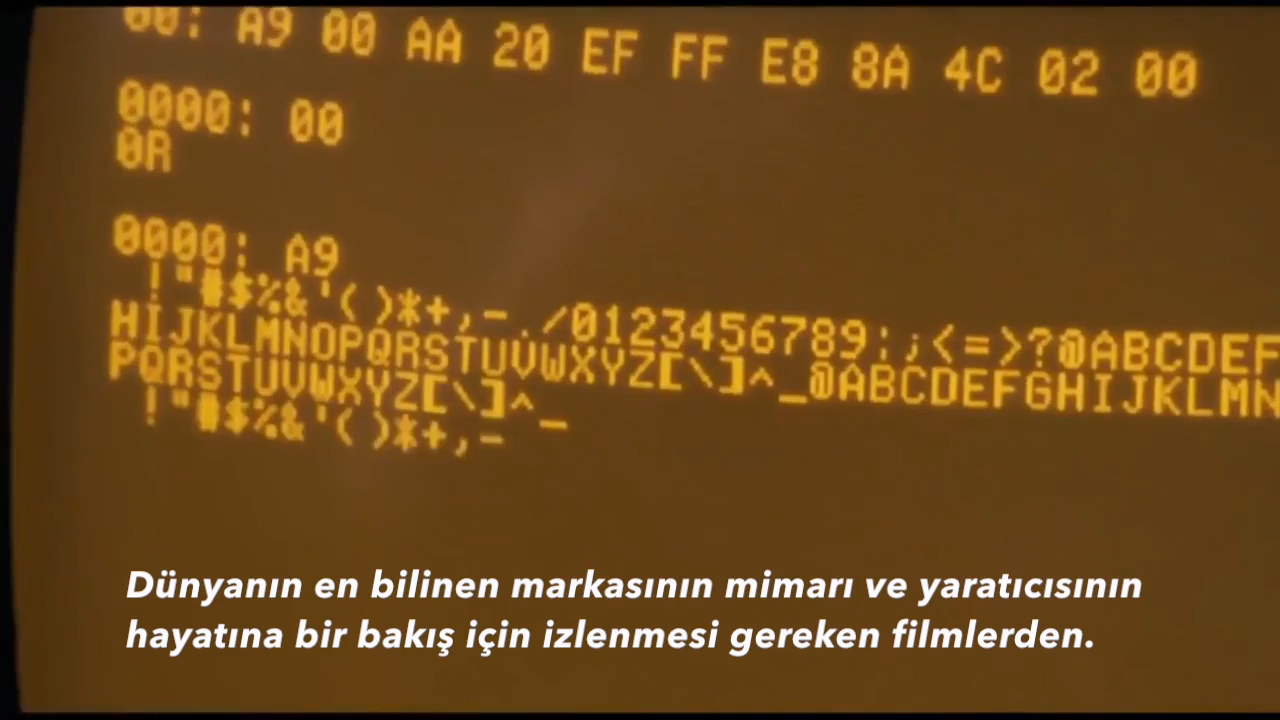 00: A9 00 AA 20 EF FF E8 8A 4C 02 00
0000: 00
0R
0000: A9
!"#$%&'()*+,-./0123456789:;<=>?@ABCDEF
HIJKLMNOPQRSTUVWXYZ[\]^_@ABCDEFGHIJKLMN
PQRSTUVWXYZ[\]^_
!"#$%&'()*+,-
Dünyanın en bilinen markasının mimarı ve yaratıcısının
hayatına bir bakış için izlenmesi gereken filmlerden.